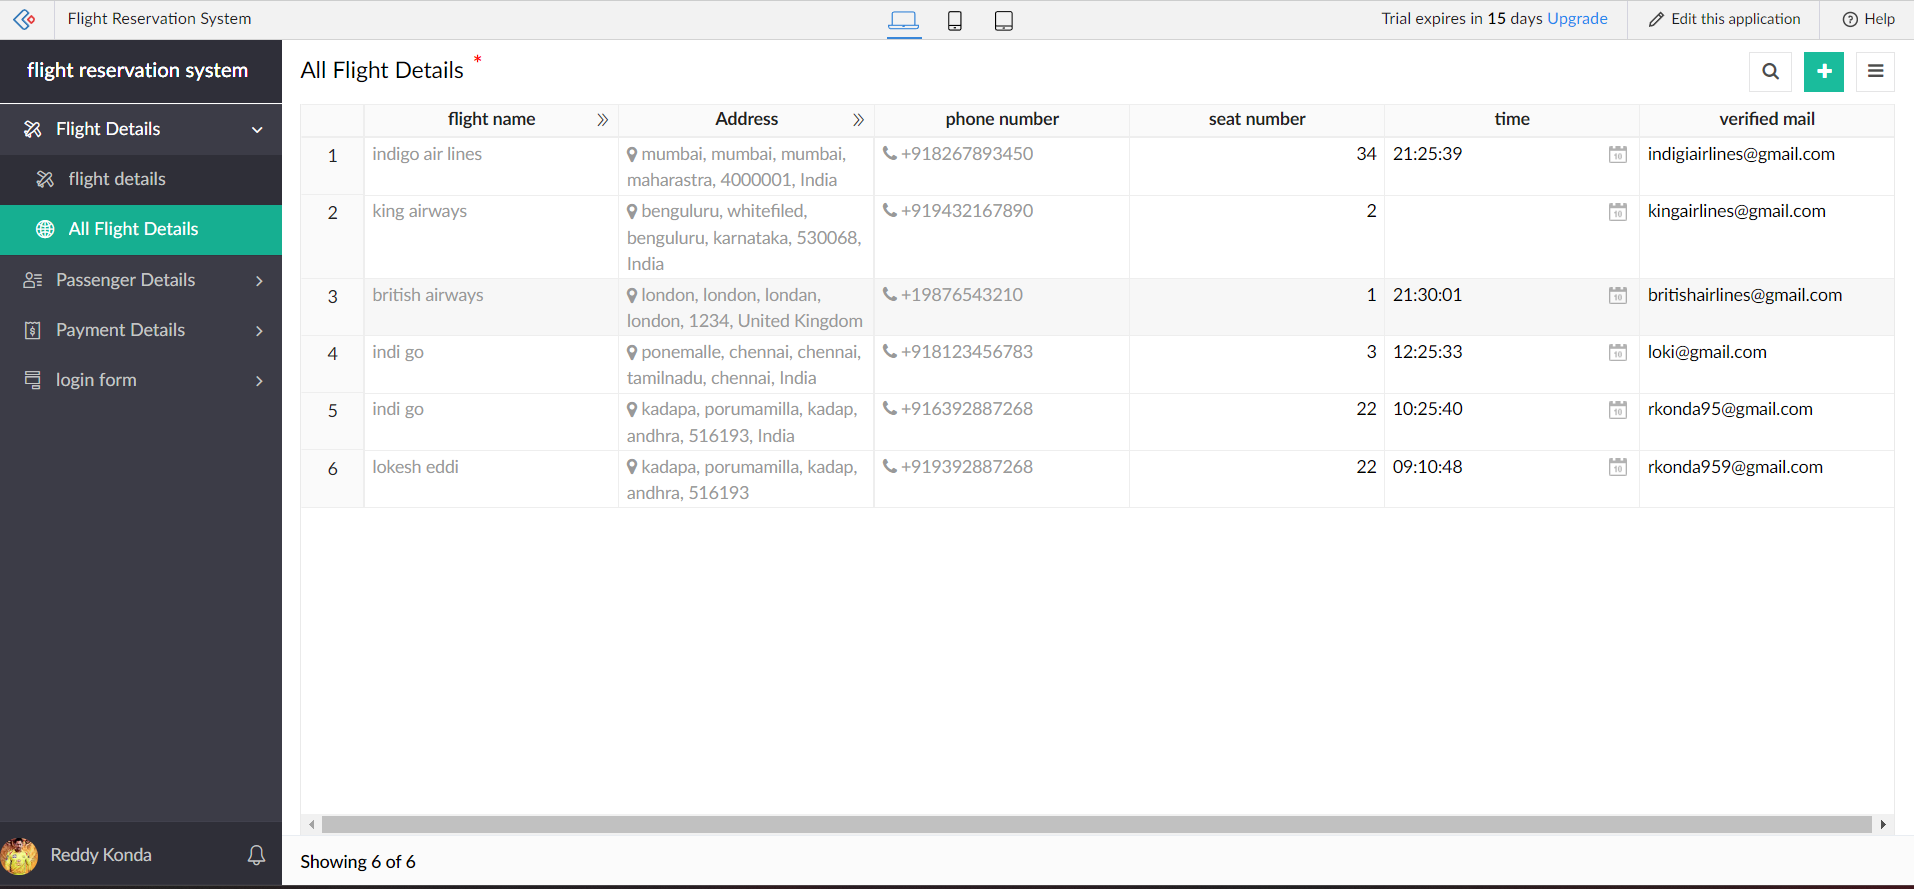 Flight Reservation System
Trial expires in 15 days Upgrade
Edit this application
Help
flight reservation system
Flight Details
flight details
All Flight Details
Passenger Details
Payment Details
login form
Reddy Konda
All Flight Details *
flight name Address phone number seat number time verified mail
1 indigo air lines mumbai, mumbai, mumbai, +918267893450 34 21:25:39 10 indigiairlines@gmail.com
maharastra, 4000001, India
2 king airways benguluru, whitefiled, +919432167890 2 10 kingairlines@gmail.com
benguluru, karnataka, 530068,
India
3 british airways london, london, londan, +19876543210 1 21:30:01 10 britishairlines@gmail.com
london, 1234, United Kingdom
4 indi go ponemalle, chennai, chennai, +918123456783 3 12:25:33 10 loki@gmail.com
tamilnadu, chennai, India
5 indi go kadapa, porumamilla, kadap, +916392887268 22 10:25:40 10 rkonda95@gmail.com
andhra, 516193, India
6 lokesh eddi kadapa, porumamilla, kadap, +919392887268 22 09:10:48 10 rkonda959@gmail.com
andhra, 516193
Showing 6 of 6